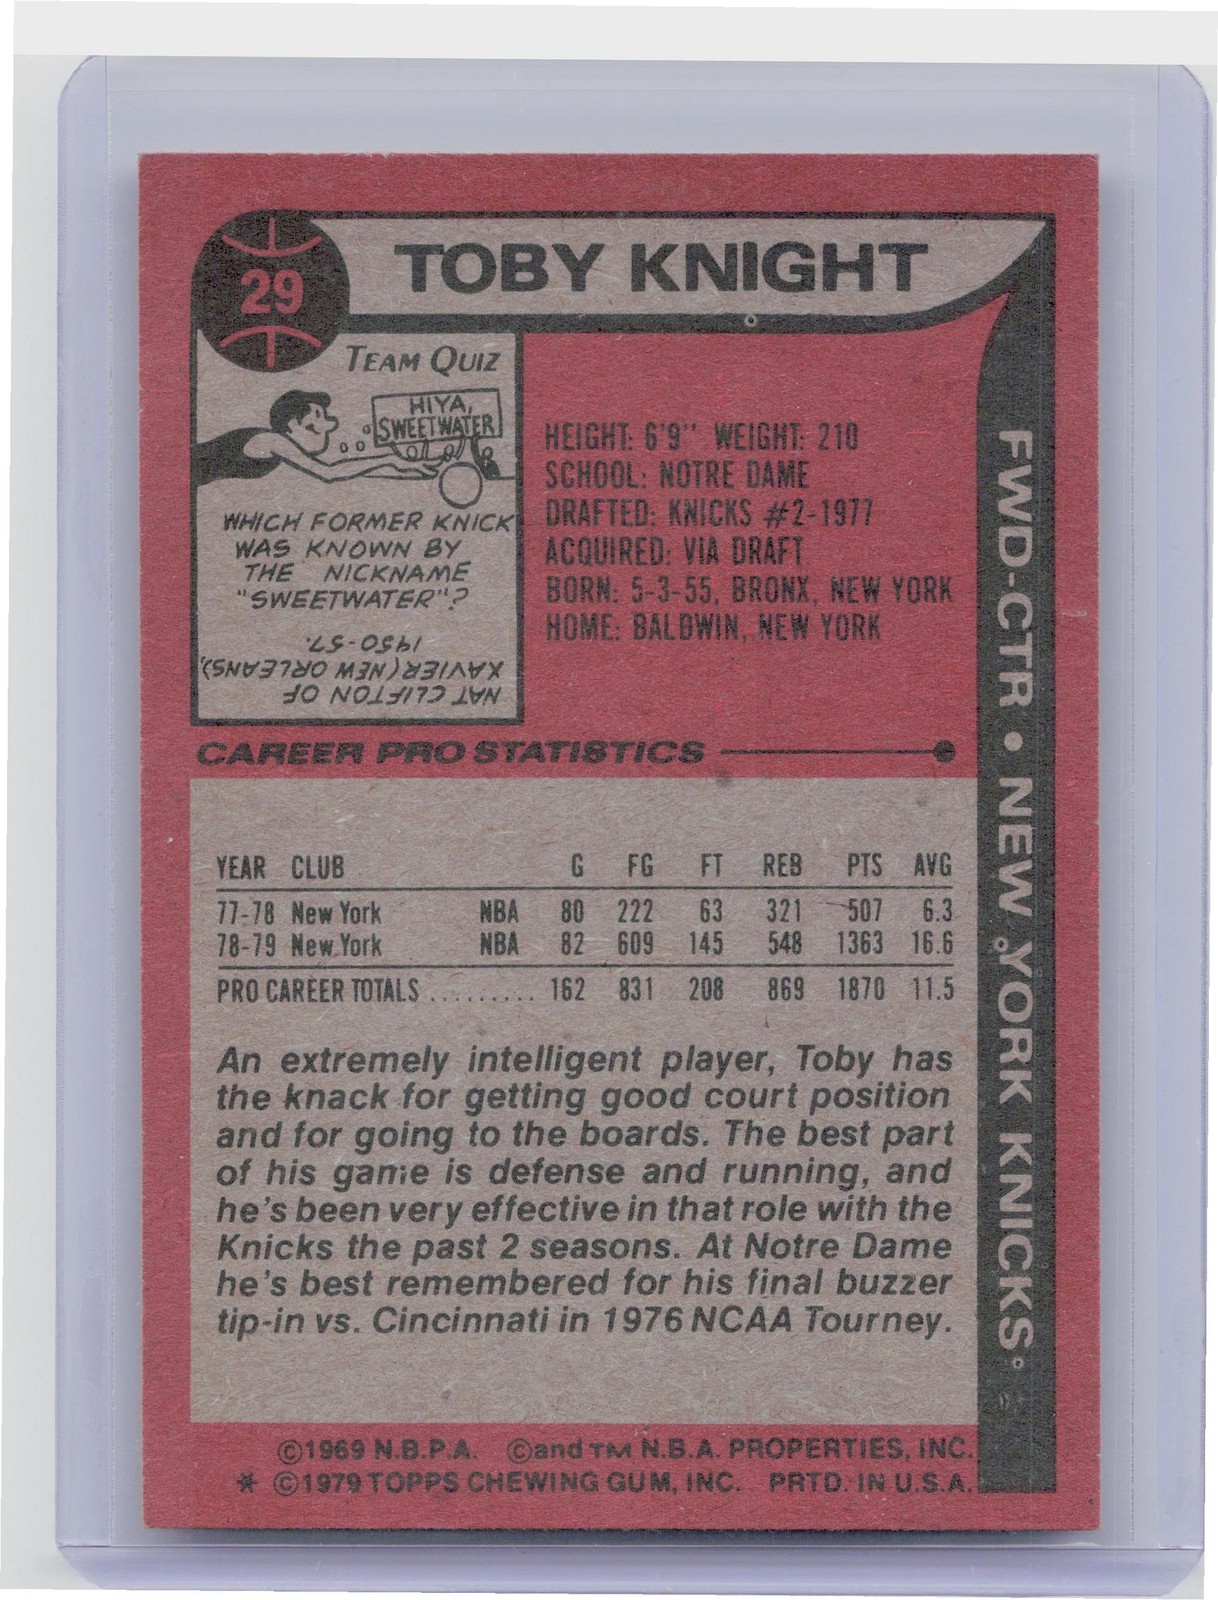 29
TOBY KNIGHT
TEAM QUIZ
HIYA,
SWEETWATER
WHICH FORMER KNICK
WAS KNOWN BY
THE NICKNAME
"SWEETWATER"?
NAT CLIFTON OF
XAVIER (NEW ORLEANS),
1950-57.
HEIGHT: 6'9" WEIGHT: 210
SCHOOL: NOTRE DAME
DRAFTED: KNICKS #2-1977
ACQUIRED: VIA DRAFT
BORN: 5-3-55, BRONX, NEW YORK
HOME: BALDWIN, NEW YORK
FWD-CTR • NEW YORK KNICKS
CAREER PRO STATISTICS
YEAR CLUB G FG FT REB PTS AVG
77-78 New York NBA 80 222 63 321 507 6.3
78-79 New York NBA 82 609 145 548 1363 16.6
PRO CAREER TOTALS ......... 162 831 208 869 1870 11.5
An extremely intelligent player, Toby has
the knack for getting good court position
and for going to the boards. The best part
of his game is defense and running, and
he's been very effective in that role with the
Knicks the past 2 seasons. At Notre Dame
he's best remembered for his final buzzer
tip-in vs. Cincinnati in 1976 NCAA Tourney.
©1969 N.B.P.A. ©and TM N.B.A. PROPERTIES, INC.
* ©1979 TOPPS CHEWING GUM, INC. PRTD. IN U.S.A.